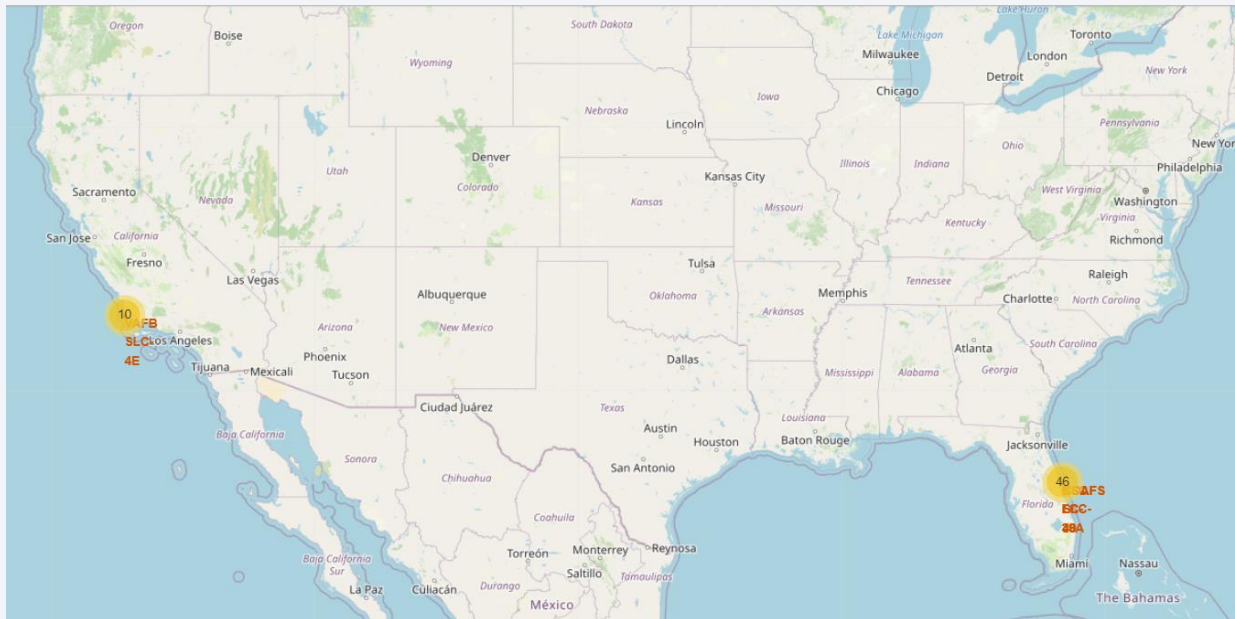 Lake Huron
Oregon
Boise
South Dakota
Lake Michigan
Toronto
Milwaukee
London
Wyoming
Detroit
New York
Chicago
Iowa
Nebraska
Lincoln
Pennsylvania
New York
Ohio
Utah
Denver
Illinois
Indiana
Philadelphia
Sacramento
Nevada
Colorado
Kansas City
West Virginia
Washington
Kansas
Missouri
Virginia
San Jose
California
Kentucky
Richmond
Fresno
Las Vegas
Tulsa
Raleigh
Tennessee
Albuquerque
Oklahoma
Memphis
Charlotte
North Carolina
10
Arizona
New Mexico
Arkansas
VAFB
SLC-
4E
Los Angeles
South Carolina
Phoenix
Dallas
Atlanta
Tijuana
Mexicali
Tucson
Mississippi
Alabama
Georgia
Ciudad Juárez
Texas
Louisiana
Baja California
Austin
Baton Rouge
Jacksonville
Houston
Sonora
San Antonio
Chihuahua
46
Florida
Coahuila
Baja California
Sur
Torreón
Monterrey
Reynosa
Saltillo
Tamaulipas
Miami
Nassau
La Paz
Culiacán
Durango
The Bahamas
México